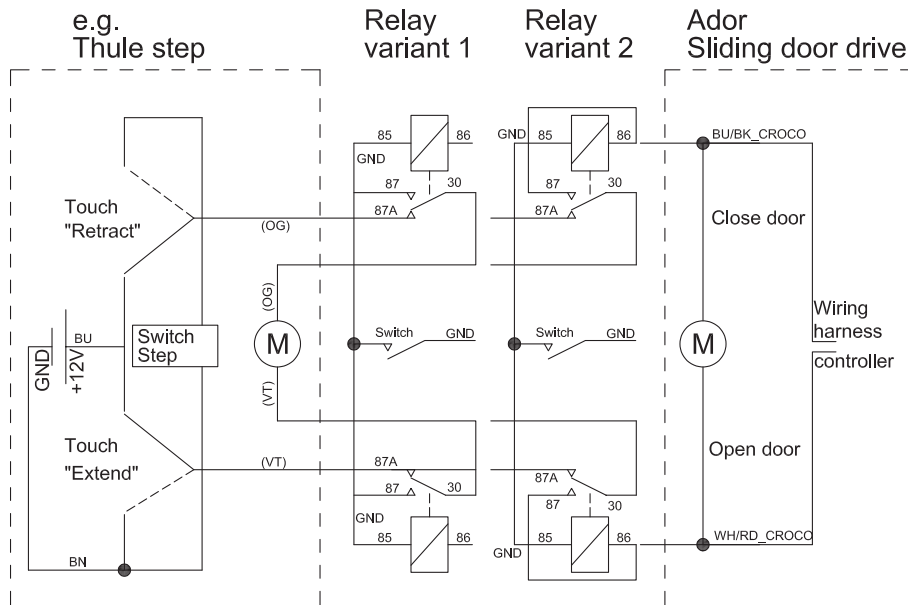 e.g.
Thule step
Relay
variant 1
Relay
variant 2
Ador
Sliding door drive
85
86
GND
87
30
87A
GND
85
86
87
30
87A
BU/BK_CROCO
Touch
"Retract"
(OG)
Close door
(OG)
GND
+12V
BU
Switch
Step
M
Switch
GND
Switch
GND
M
Wiring
harness
controller
(VT)
Touch
"Extend"
(VT)
Open door
87A
87
30
GND
85
86
87A
87
30
GND
85
86
WH/RD_CROCO
BN